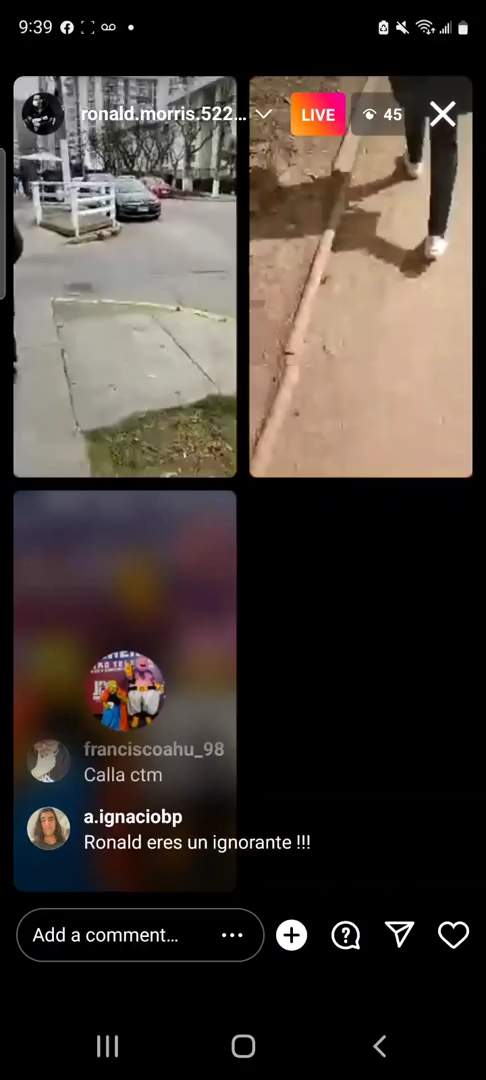 9:39
ronald.morris.522...
LIVE
45
franciscoahu_98
Calla ctm
a.ignaciobp
Ronald eres un ignorante !!!
Add a comment...